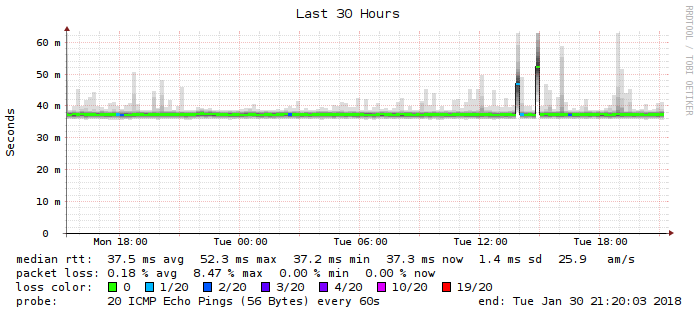 Last 30 Hours
RRDTOOL / TOBI OETIKER
Seconds
60 m
50 m
40 m
30 m
20 m
10 m
0
Mon 18:00 Tue 00:00 Tue 06:00 Tue 12:00 Tue 18:00
median rtt: 37.5 ms avg 52.3 ms max 37.2 ms min 37.3 ms now 1.4 ms sd 25.9 am/s
packet loss: 0.18 % avg 8.47 % max 0.00 % min 0.00 % now
loss color: 0 1/20 2/20 3/20 4/20 10/20 19/20
probe: 20 ICMP Echo Pings (56 Bytes) every 60s end: Tue Jan 30 21:20:03 2018